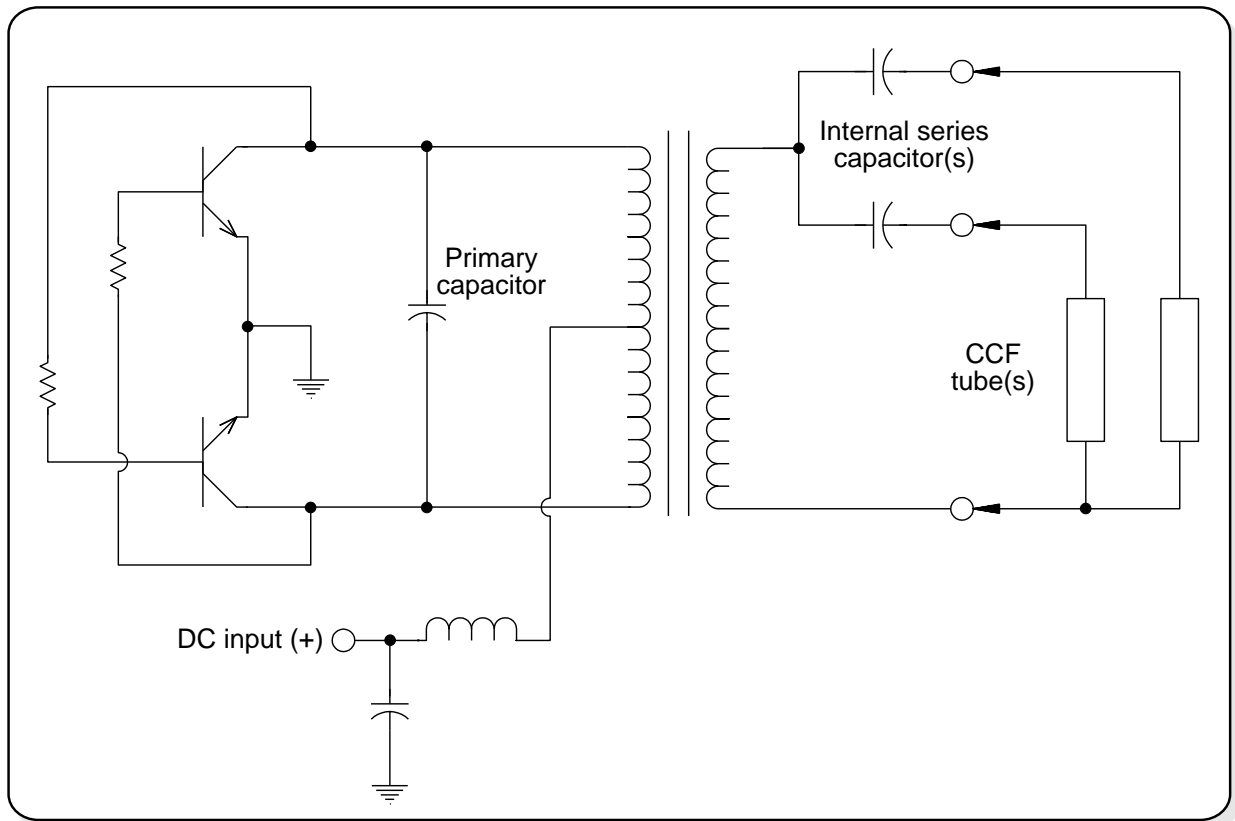 Internal series
capacitor(s)
Primary
capacitor
CCF
tube(s)
DC input (+)